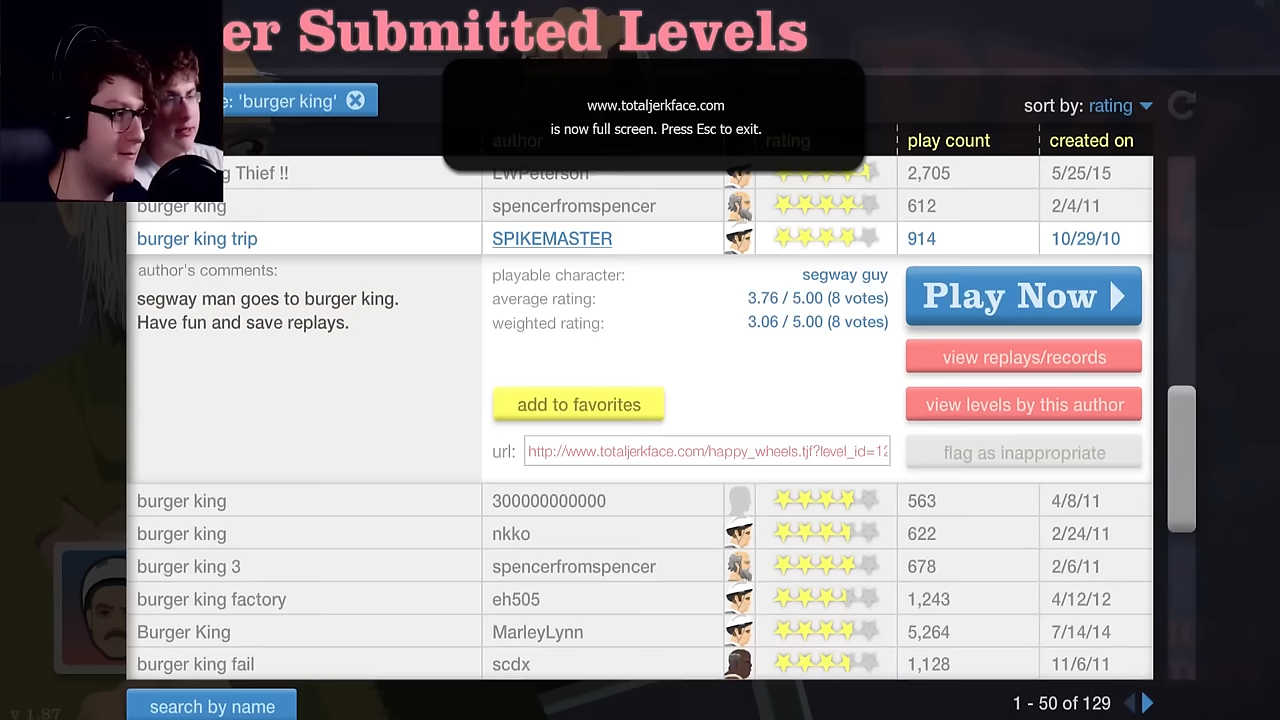 er Submitted Levels
www.totaljerkface.com
is now full screen. Press Esc to exit.
e: 'burger king'
sort by: rating
author rating play count created on
g Thief !! LWPeterson 2,705 5/25/15
burger king spencerfromspencer 612 2/4/11
burger king trip SPIKEMASTER 914 10/29/10
author's comments:
segway man goes to burger king.
Have fun and save replays.
playable character: segway guy
average rating: 3.76 / 5.00 (8 votes)
weighted rating: 3.06 / 5.00 (8 votes)
Play Now
view replays/records
add to favorites
view levels by this author
url: http://www.totaljerkface.com/happy_wheels.tjf?level_id=12
flag as inappropriate
burger king 300000000000 563 4/8/11
burger king nkko 622 2/24/11
burger king 3 spencerfromspencer 678 2/6/11
burger king factory eh505 1,243 4/12/12
Burger King MarleyLynn 5,264 7/14/14
burger king fail scdx 1,128 11/6/11
search by name
1 - 50 of 129
v 1.87